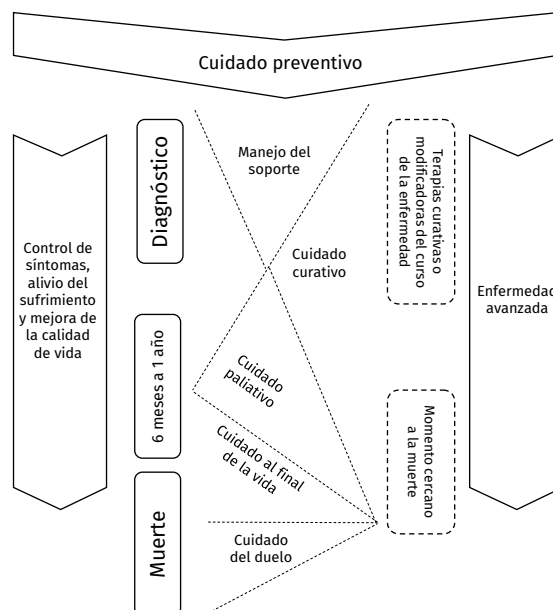 Cuidado preventivo
Control de
síntomas,
alivio del
sufrimiento
y mejora de
la calidad
de vida
Diagnóstico
6 meses a 1 año
Muerte
Manejo del
soporte
Cuidado
curativo
Cuidado
paliativo
Cuidado al final
de la vida
Cuidado
del duelo
Terapias curativas o
modificadoras del curso
de la enfermedad
Momento cercano
a la muerte
Enfermedad
avanzada